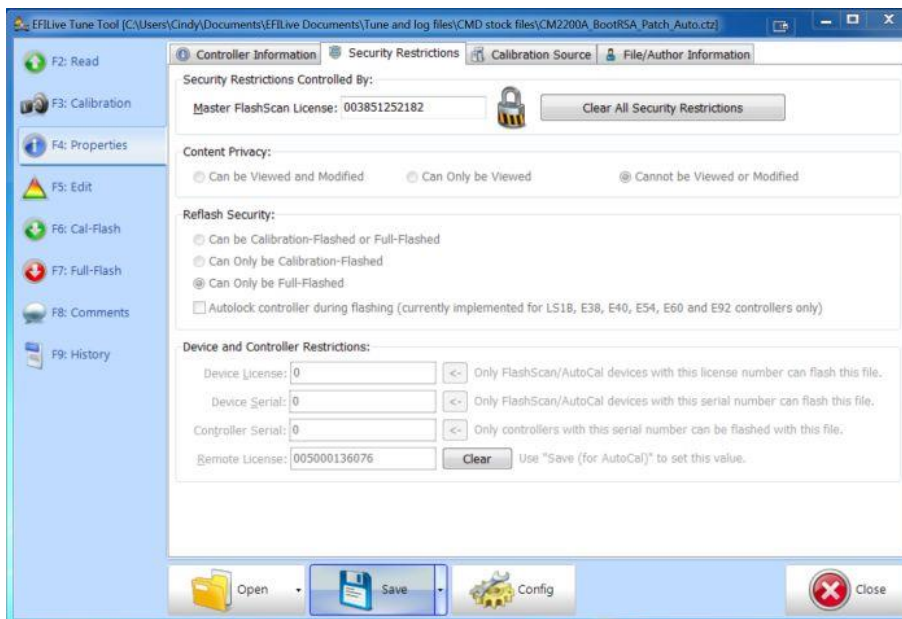 EFILive Tune Tool [C:\Users\Cindy\Documents\EFILive Documents\Tune and log files\CMD stock files\CM2200A_BootRSA_Patch_Auto.ctz]
F2: Read
F3: Calibration
F4: Properties
F5: Edit
F6: Cal-Flash
F7: Full-Flash
F8: Comments
F9: History
Controller Information
Security Restrictions
Calibration Source
File/Author Information
Security Restrictions Controlled By:
Master FlashScan License: 003851252182
Clear All Security Restrictions
Content Privacy:
Can be Viewed and Modified Can Only be Viewed Cannot be Viewed or Modified
Reflash Security:
Can be Calibration-Flashed or Full-Flashed
Can Only be Calibration-Flashed
Can Only be Full-Flashed
Autolock controller during flashing (currently implemented for LS1B, E38, E40, E54, E60 and E92 controllers only)
Device and Controller Restrictions:
Device License: 0 <- Only FlashScan/AutoCal devices with this license number can flash this file.
Device Serial: 0 <- Only FlashScan/AutoCal devices with this serial number can flash this file.
Controller Serial: 0 <- Only controllers with this serial number can be flashed with this file.
Remote License: 005000136076 Clear Use "Save (for AutoCal)" to set this value.
Open
Save
Config
Close